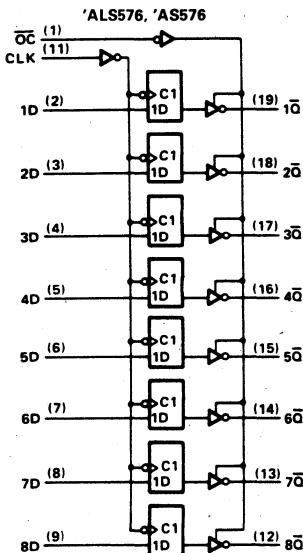 'ALS576, 'AS576
O̅C̅ (1)
CLK (11)
C1
1D (2) 1D (19) 1Q̅
C1
2D (3) 1D (18) 2Q̅
C1
3D (4) 1D (17) 3Q̅
C1
4D (5) 1D (16) 4Q̅
C1
5D (6) 1D (15) 5Q̅
C1
6D (7) 1D (14) 6Q̅
C1
7D (8) 1D (13) 7Q̅
C1
8D (9) 1D (12) 8Q̅